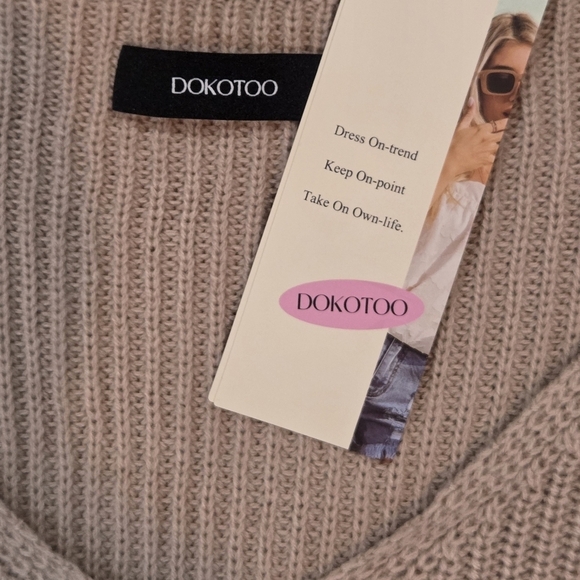 DOKOTOO
Dress On-trend
Keep On-point
Take On Own-life.
DOKOTOO